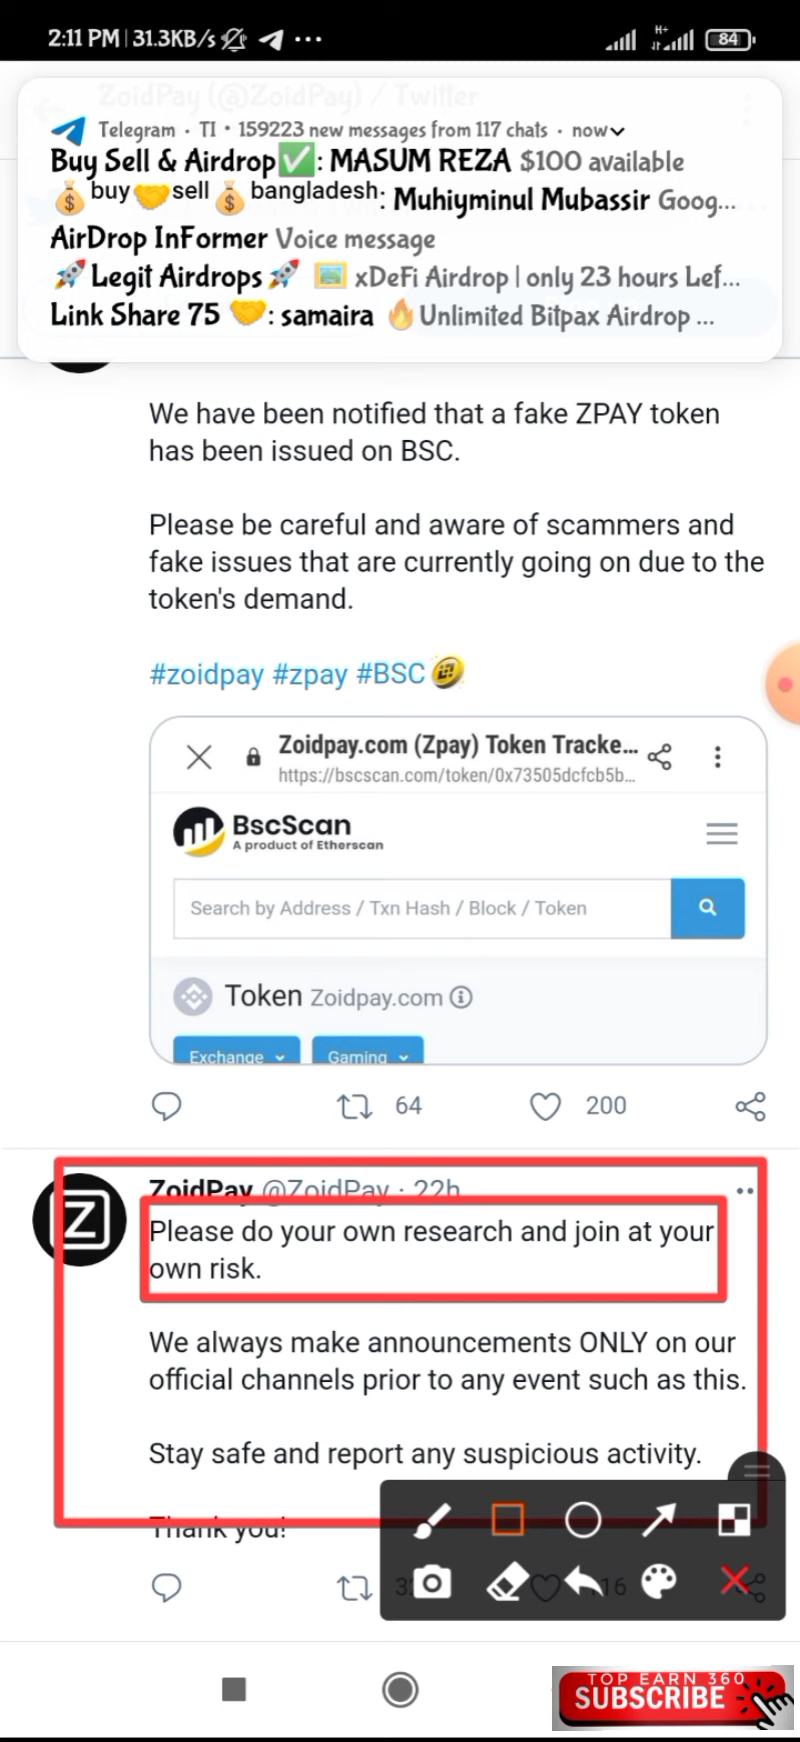 2:11 PM | 31.3KB/s
H+
84
ZoidPay (@ZoidPay) / Twitter
Telegram · TI · 159223 new messages from 117 chats · now
Buy Sell & Airdrop✅: MASUM REZA $100 available
💰buy🤝sell💰bangladesh: Muhiyminul Mubassir Goog...
AirDrop InFormer Voice message
🚀 Legit Airdrops🚀 🖼️ xDeFi Airdrop | only 23 hours Lef...
Link Share 75 🤝: samaira 🔥Unlimited Bitpax Airdrop ...
We have been notified that a fake ZPAY token
has been issued on BSC.
Please be careful and aware of scammers and
fake issues that are currently going on due to the
token's demand.
#zoidpay #zpay #BSC
Zoidpay.com (Zpay) Token Tracke...
https://bscscan.com/token/0x73505dcfcb5b...
BscScan
A product of Etherscan
Search by Address / Txn Hash / Block / Token
Token Zoidpay.com
Exchange Gaming
64 200
ZoidPay @ZoidPay · 22h
Please do your own research and join at your
own risk.
We always make announcements ONLY on our
official channels prior to any event such as this.
Stay safe and report any suspicious activity.
Thank you!
TOP EARN 360
SUBSCRIBE